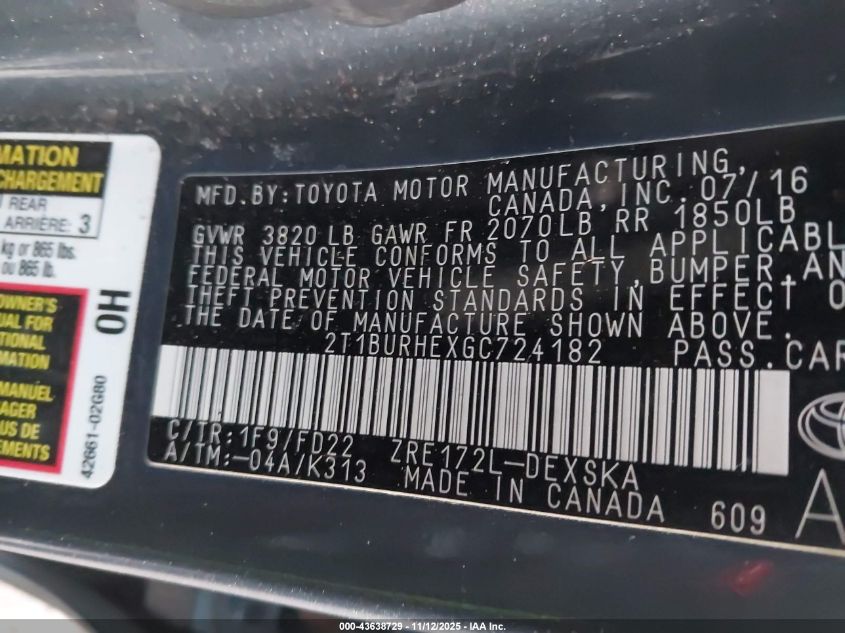 MATION
CHARGEMENT
REAR
ARRIÈRE: 3
kg or 865 lbs.
ou 865 lb.
OWNER'S
UAL FOR
TIONAL
MATION
MANUEL
AGER
US DE
EMENTS
HO
42661-02G80
MFD.BY:TOYOTA MOTOR MANUFACTURING,
CANADA, INC. 07/16
GVWR 3820 LB GAWR FR 2070LB RR 1850LB
THIS VEHICLE CONFORMS TO ALL APPLICABL
FEDERAL MOTOR VEHICLE SAFETY,BUMPER,AN
THEFT PREVENTION STANDARDS IN EFFECT O
THE DATE OF MANUFACTURE SHOWN ABOVE.
2T1BURHEXGC724182 PASS.CAR
C/TR:1F9/FD22 ZRE172L-DEXSKA
A/TM:-04A/K313 MADE IN CANADA 609
A
000-43638729 - 11/12/2025 - IAA Inc.